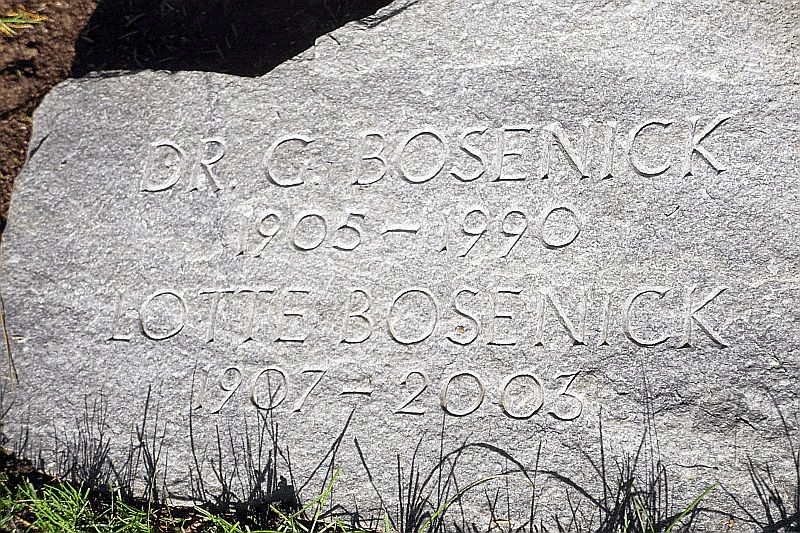 DR. G. BOSENICK
1905 – 1990
LOTTE BOSENICK
1907 – 2003